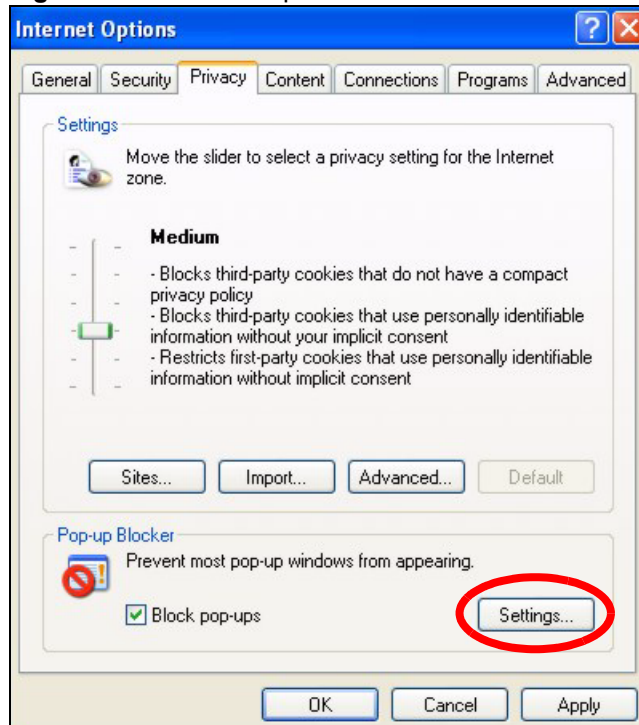 Internet Options
General Security Privacy Content Connections Programs Advanced
Settings
Move the slider to select a privacy setting for the Internet
zone.
Medium
- Blocks third-party cookies that do not have a compact
privacy policy
- Blocks third-party cookies that use personally identifiable
information without your implicit consent
- Restricts first-party cookies that use personally identifiable
information without implicit consent
Sites... Import... Advanced... Default
Pop-up Blocker
Prevent most pop-up windows from appearing.
Block pop-ups
Settings...
OK Cancel Apply